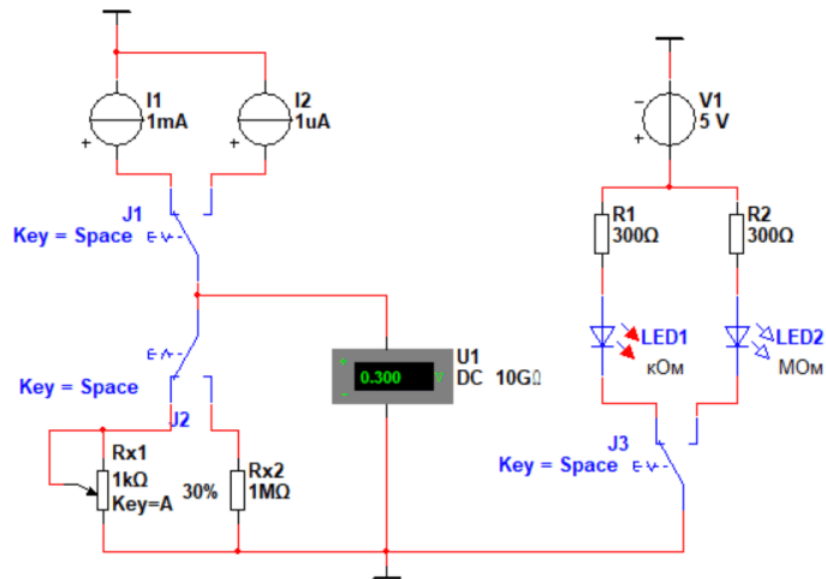 I1
1mA
+
I2
1uA
+
J1
Key = Space
Key = Space
J2
Rx1
1kΩ
Key=A
30%
Rx2
1MΩ
+
-
0.300
V
U1
DC 10GΩ
-
+
V1
5 V
R1
300Ω
R2
300Ω
LED1
кОм
LED2
МОм
J3
Key = Space